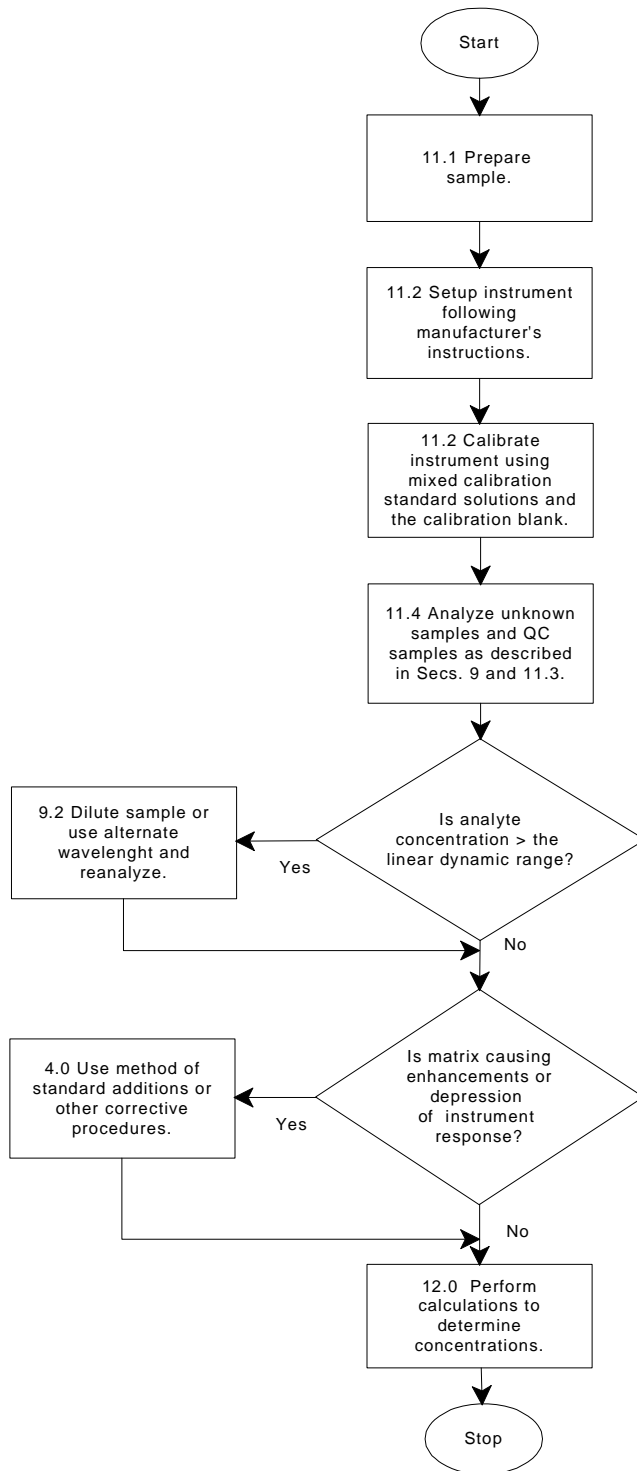 Start
11.1 Prepare
sample.
11.2 Setup instrument
following
manufacturer's
instructions.
11.2 Calibrate
instrument using
mixed calibration
standard solutions and
the calibration blank.
11.4 Analyze unknown
samples and QC
samples as described
in Secs. 9 and 11.3.
Is analyte
concentration > the
linear dynamic range?
Yes
9.2 Dilute sample or
use alternate
wavelenght and
reanalyze.
No
Is matrix causing
enhancements or
depression
of instrument
response?
Yes
4.0 Use method of
standard additions or
other corrective
procedures.
No
12.0 Perform
calculations to
determine
concentrations.
Stop